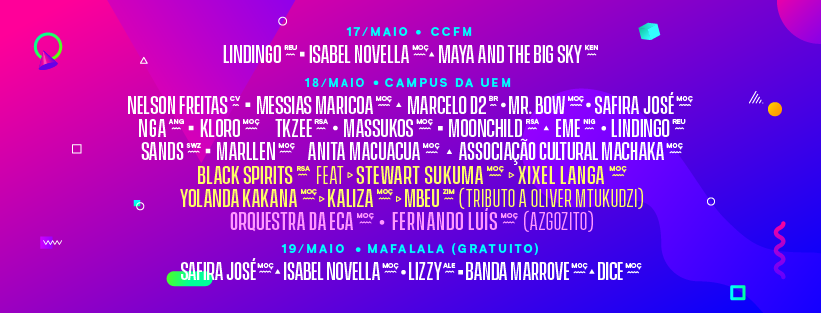 17/MAIO • CCFM
LINDINGO REU ▪ ISABEL NOVELLA MOÇ ▲ MAYA AND THE BIG SKY KEN
18/MAIO • CAMPUS DA UEM
NELSON FREITAS CV ▪ MESSIAS MARICOA MOÇ ▲ MARCELO D2 BR • MR. BOW MOÇ • SAFIRA JOSÉ MOÇ
NGA ANG ▪ KLORO MOÇ TKZEE RSA • MASSUKOS MOÇ ▪ MOONCHILD RSA ▲ EME NIG • LINDINGO REU
SANDS SWZ ▪ MARLLEN MOÇ ANITA MACUACUA MOÇ ▲ ASSOCIAÇÃO CULTURAL MACHAKA MOÇ
BLACK SPIRITS RSA FEAT ▹ STEWART SUKUMA MOÇ ▹ XIXEL LANGA MOÇ
YOLANDA KAKANA MOÇ ▹ KALIZA MOÇ ▹ MBEU ZIM (TRIBUTO A OLIVER MTUKUDZI)
ORQUESTRA DA ECA MOÇ • FERNANDO LUÍS MOÇ (AZGOZITO)
19/MAIO • MAFALALA (GRATUITO)
SAFIRA JOSÉ MOÇ ▲ ISABEL NOVELLA MOÇ • LIZZY ALE ▪ BANDA MARROVE MOÇ ▲ DICE MOÇ